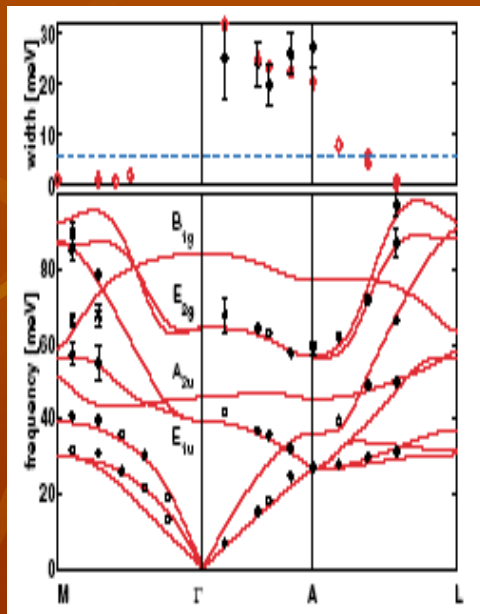 width [meV]
30
20
10
0
frequency [meV]
80
60
40
20
0
B1g
E2g
A2u
E1u
M Γ A L